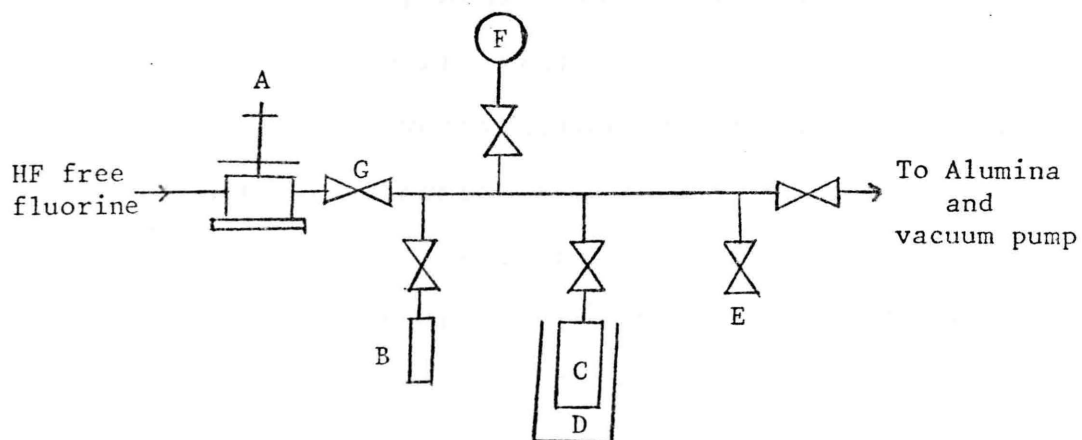 F
A
G
HF free
fluorine
To Alumina
and
vacuum pump
B
C
D
E